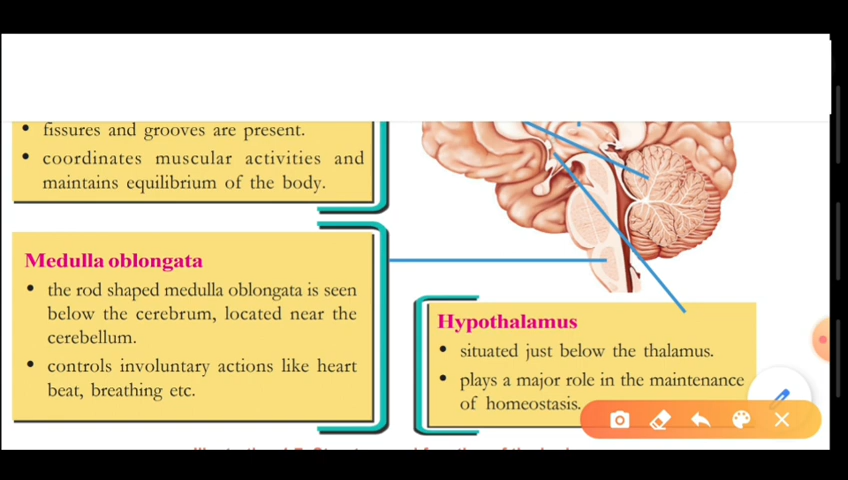 • fissures and grooves are present.
• coordinates muscular activities and
maintains equilibrium of the body.
Medulla oblongata
• the rod shaped medulla oblongata is seen
below the cerebrum, located near the
cerebellum.
• controls involuntary actions like heart
beat, breathing etc.
Hypothalamus
• situated just below the thalamus.
• plays a major role in the maintenance
of homeostasis.